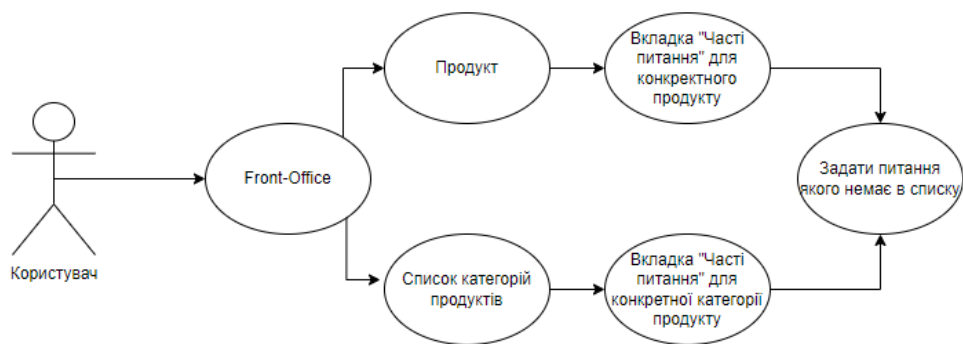 Продукт
Вкладка "Часті
питання" для
конкректного
продукту
Front-Office
Задати питання
якого немає в списку
Користувач
Список категорій
продуктів
Вкладка "Часті
питання" для
конкретної категорії
продукту